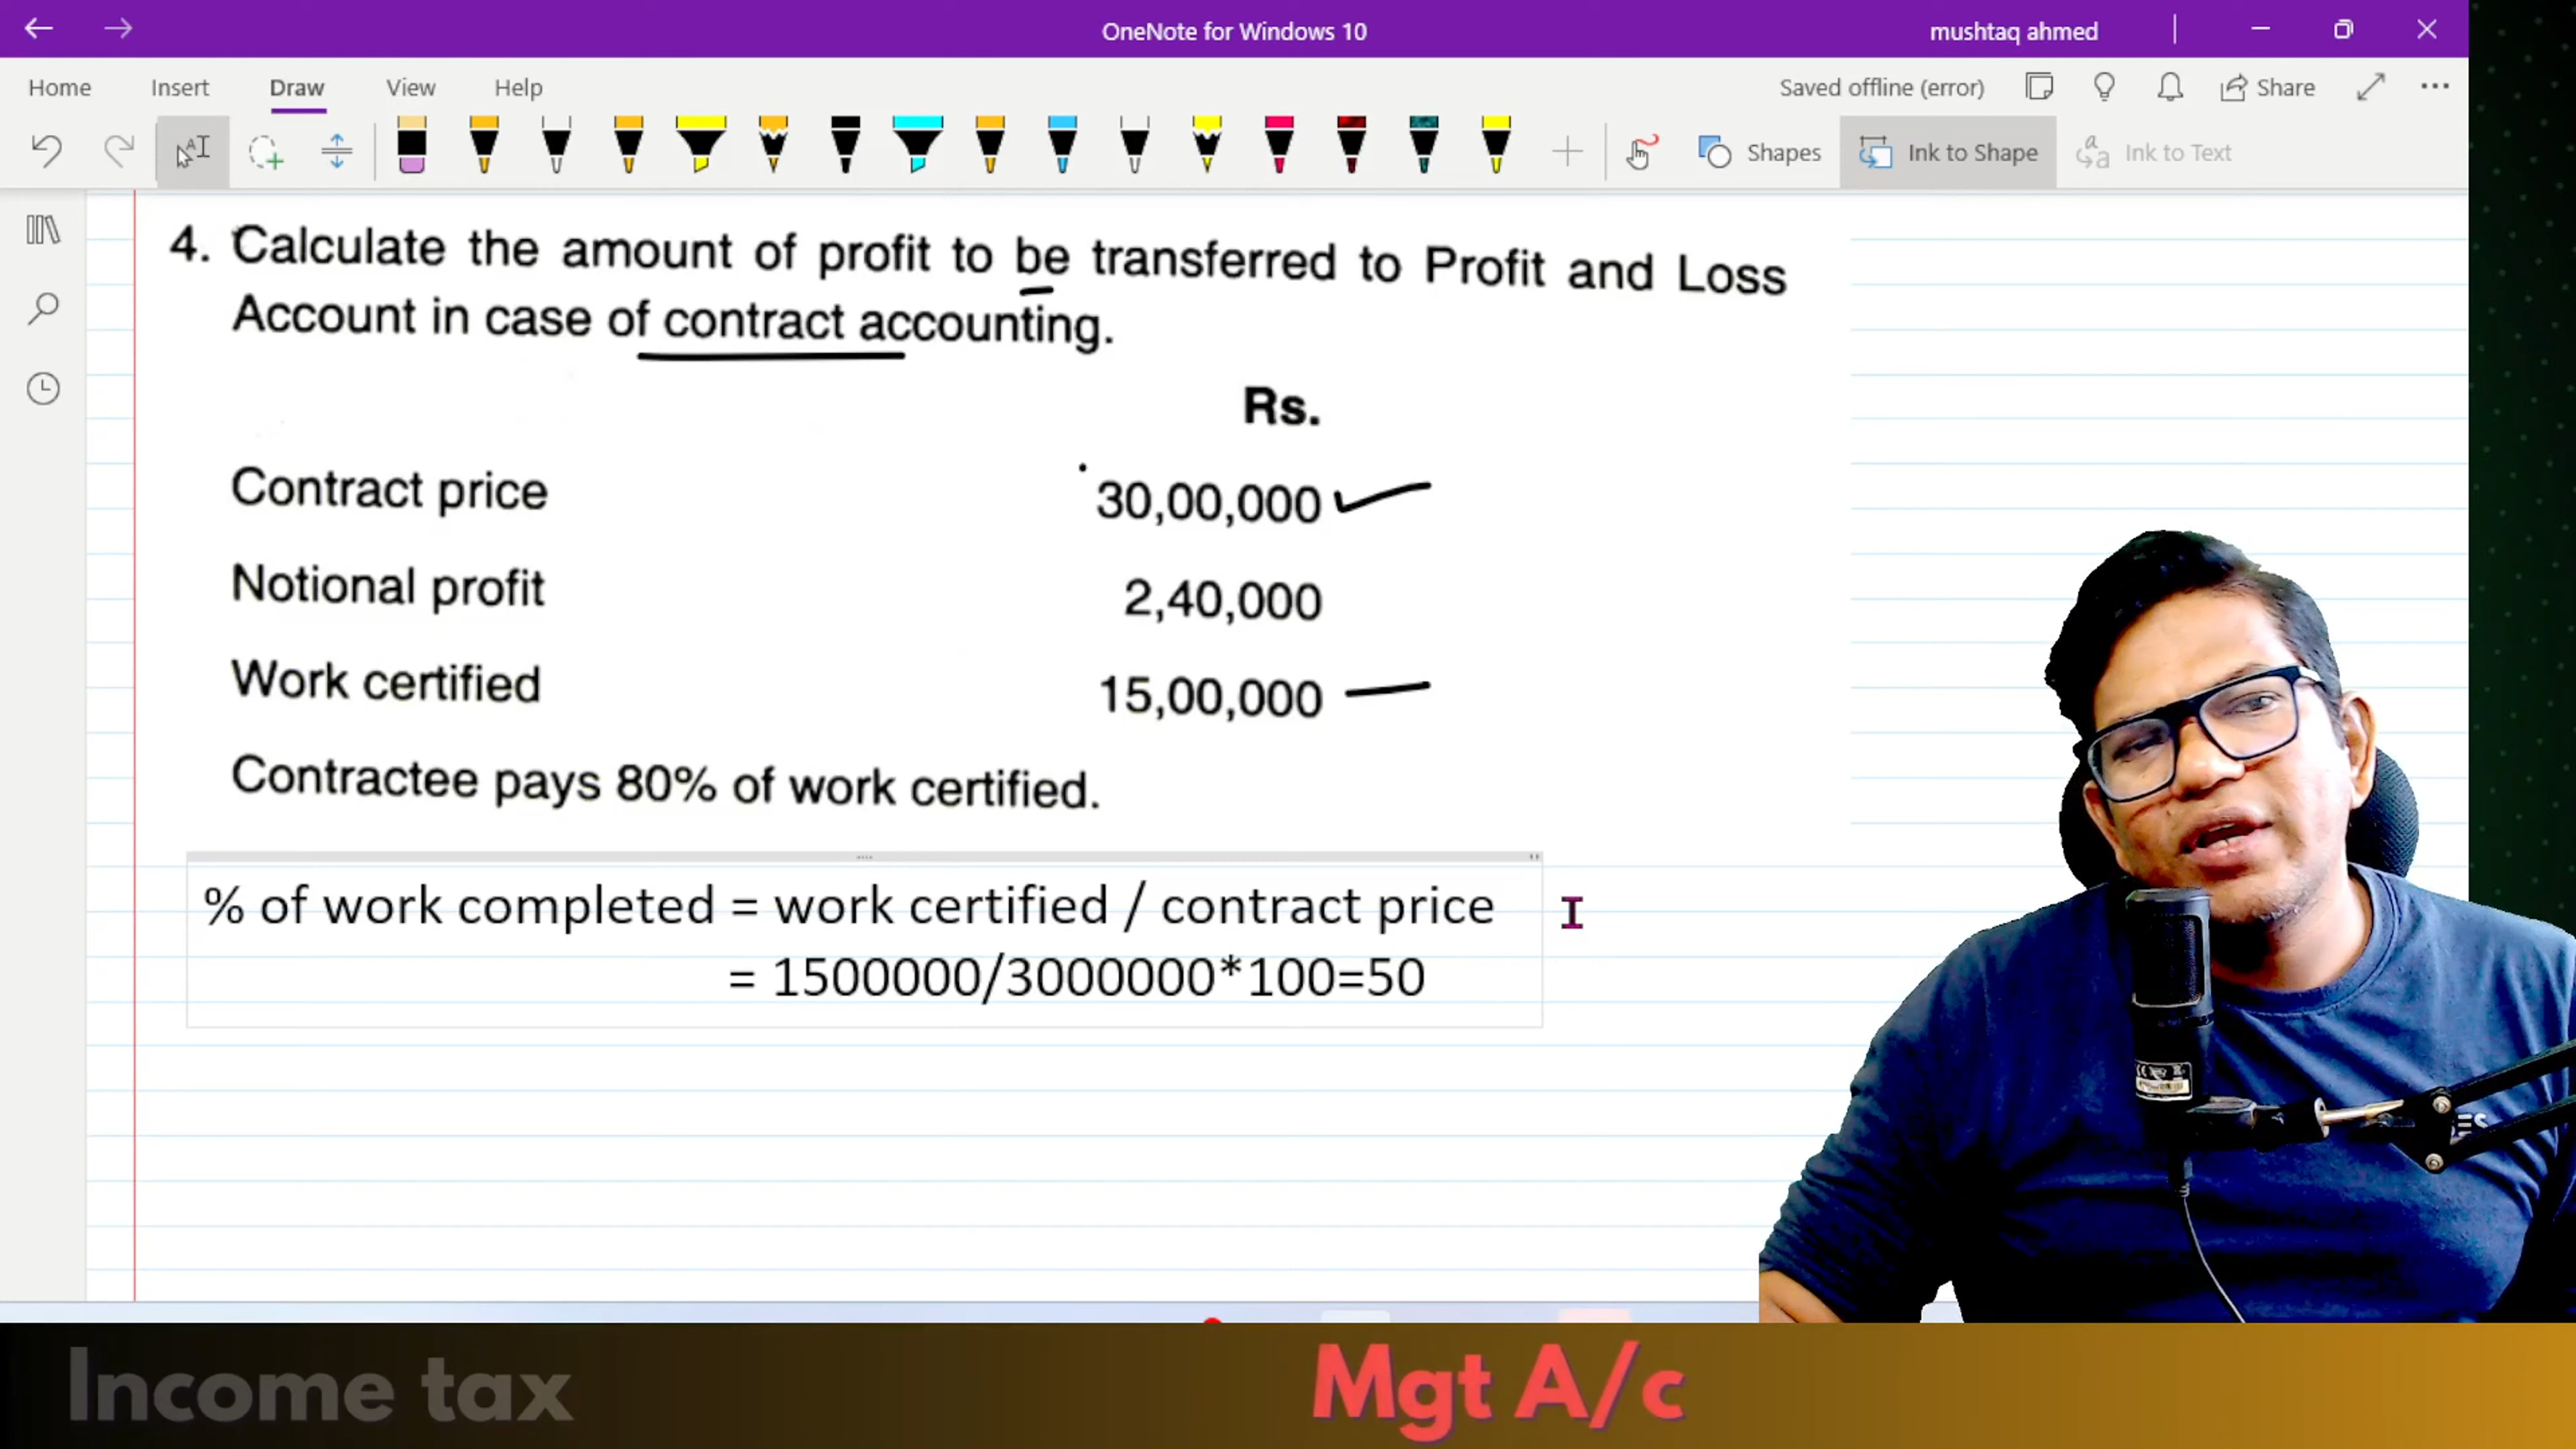 OneNote for Windows 10
mushtaq ahmed
Home Insert Draw View Help
Saved offline (error) Share
Shapes Ink to Shape Ink to Text
4. Calculate the amount of profit to be transferred to Profit and Loss
Account in case of contract accounting.
Rs.
Contract price 30,00,000
Notional profit 2,40,000
Work certified 15,00,000
Contractee pays 80% of work certified.
% of work completed = work certified / contract price
= 1500000/3000000*100=50
Income tax
Mgt A/c